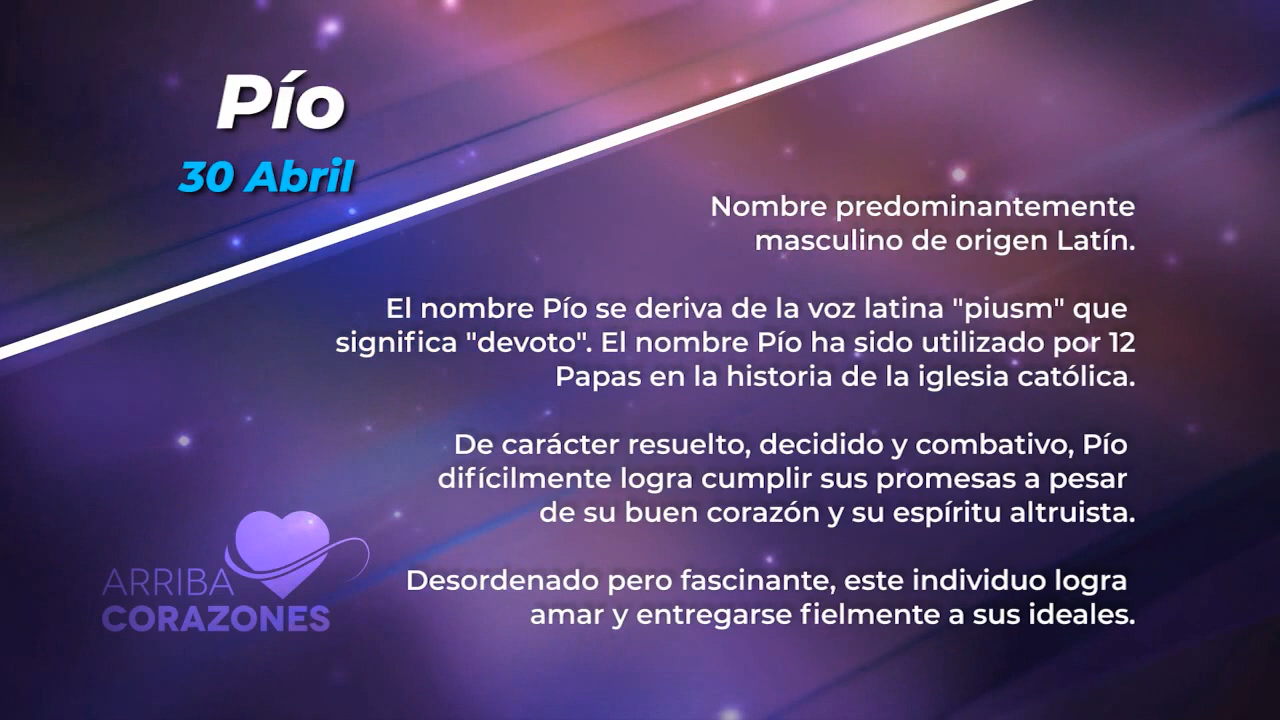 Pío
30 Abril
Nombre predominantemente
masculino de origen Latín.
El nombre Pío se deriva de la voz latina "piusm" que
significa "devoto". El nombre Pío ha sido utilizado por 12
Papas en la historia de la iglesia católica.
De carácter resuelto, decidido y combativo, Pío
difícilmente logra cumplir sus promesas a pesar
de su buen corazón y su espíritu altruista.
Desordenado pero fascinante, este individuo logra
amar y entregarse fielmente a sus ideales.
ARRIBA
CORAZONES